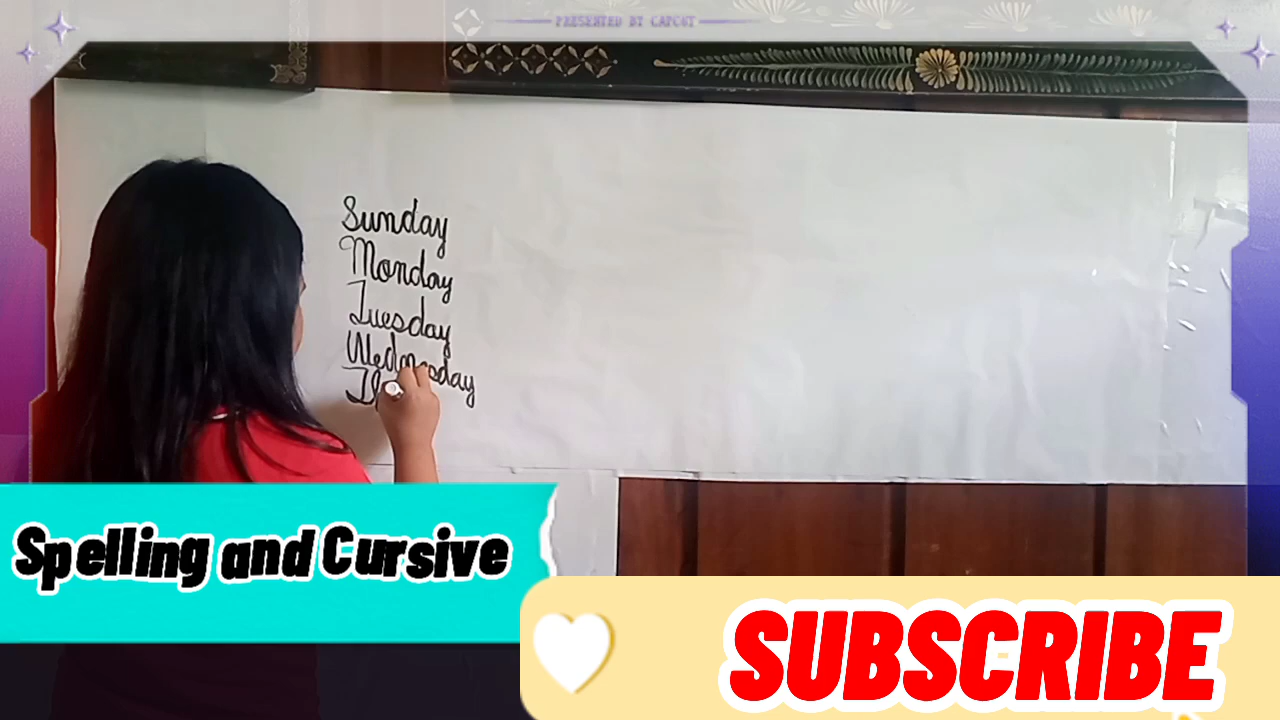 PRESENTED BY CAPCUT
Sunday
Monday
Tuesday
Wednesday
Spelling and Cursive
SUBSCRIBE